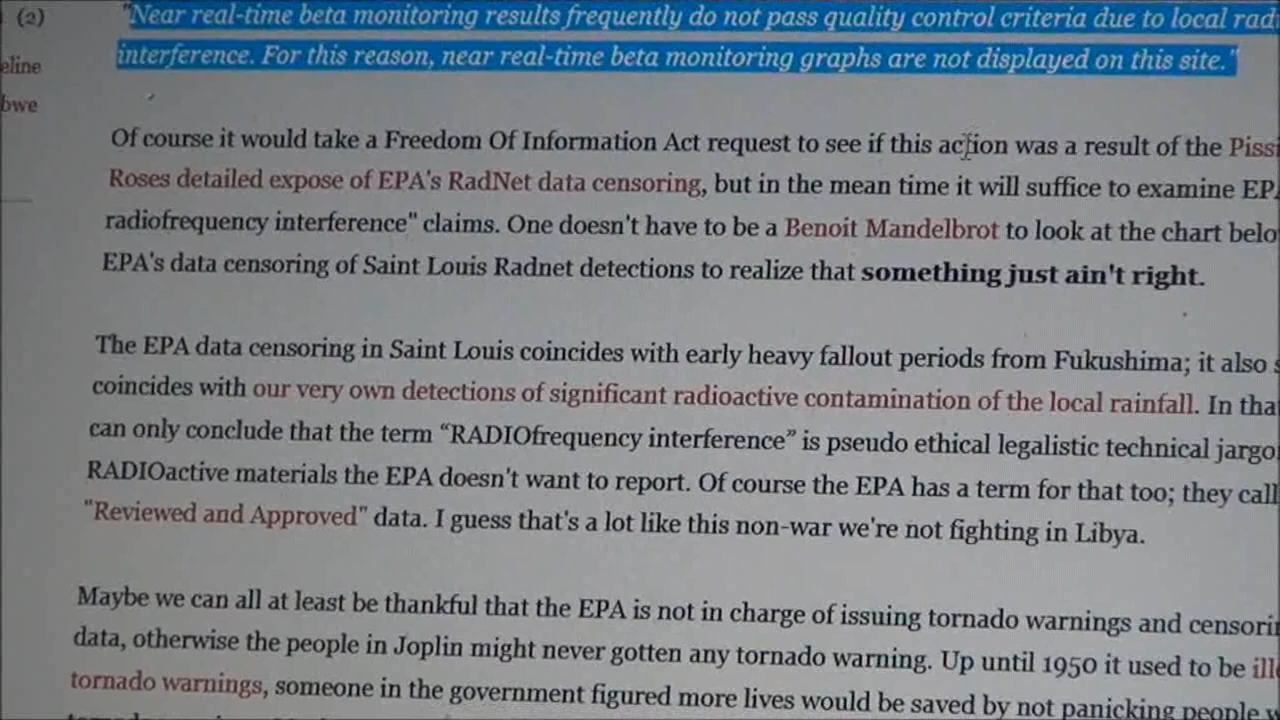 (2)
eline
bwe
"Near real-time beta monitoring results frequently do not pass quality control criteria due to local rad
interference. For this reason, near real-time beta monitoring graphs are not displayed on this site."
Of course it would take a Freedom Of Information Act request to see if this action was a result of the Piss
Roses detailed expose of EPA's RadNet data censoring, but in the mean time it will suffice to examine EPA
radiofrequency interference" claims. One doesn't have to be a Benoit Mandelbrot to look at the chart belo
EPA's data censoring of Saint Louis Radnet detections to realize that something just ain't right.
The EPA data censoring in Saint Louis coincides with early heavy fallout periods from Fukushima; it also s
coincides with our very own detections of significant radioactive contamination of the local rainfall. In tha
can only conclude that the term “RADIOfrequency interference” is pseudo ethical legalistic technical jargo
RADIOactive materials the EPA doesn't want to report. Of course the EPA has a term for that too; they call
"Reviewed and Approved" data. I guess that's a lot like this non-war we're not fighting in Libya.
Maybe we can all at least be thankful that the EPA is not in charge of issuing tornado warnings and censorin
data, otherwise the people in Joplin might never gotten any tornado warning. Up until 1950 it used to be ille
tornado warnings, someone in the government figured more lives would be saved by not panicking people w